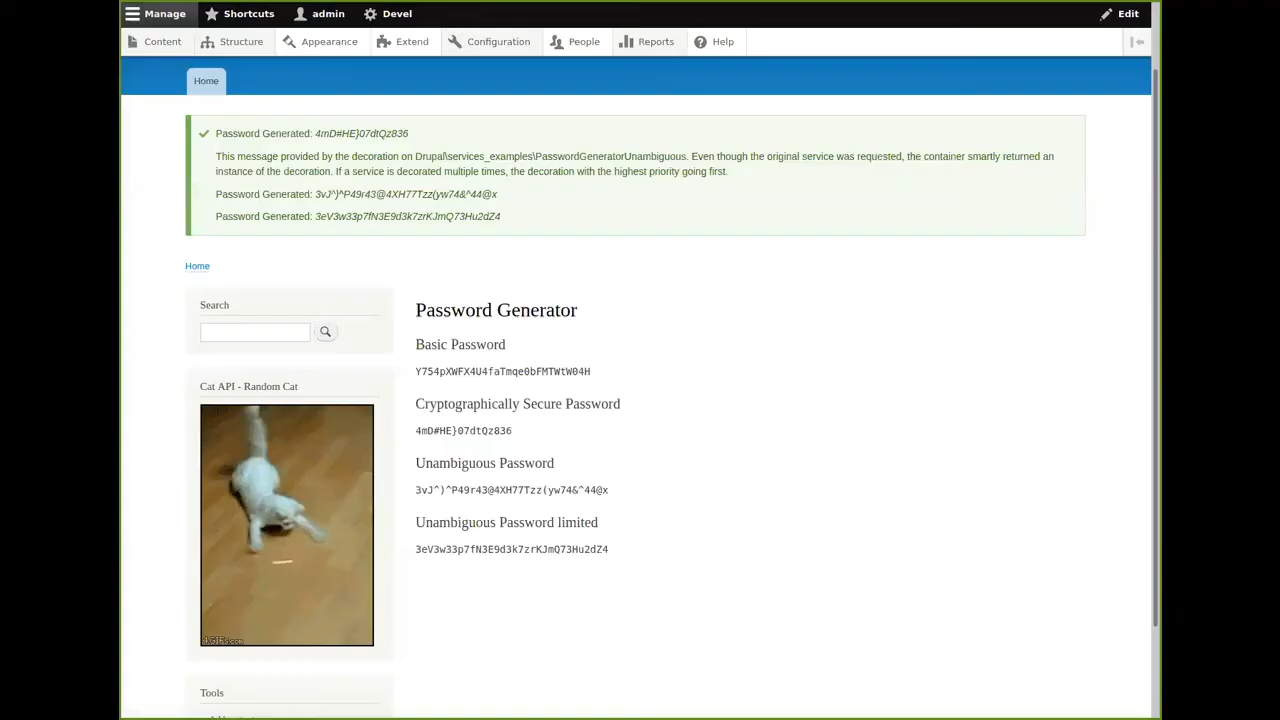 Manage Shortcuts admin Devel Edit
Content Structure Appearance Extend Configuration People Reports Help
Home
Password Generated: 4mD#HE}07dtQz836
This message provided by the decoration on Drupal\services_examples\PasswordGeneratorUnambiguous. Even though the original service was requested, the container smartly returned an
instance of the decoration. If a service is decorated multiple times, the decoration with the highest priority going first.
Password Generated: 3vJ^)^P49r43@4XH77Tzz(yw74&^44@x
Password Generated: 3eV3w33p7fN3E9d3k7zrKJmQ73Hu2dZ4
Home
Search
Cat API - Random Cat
4GIFs.com
Tools
Password Generator
Basic Password
Y754pXWFX4U4faTmqe0bFMTWtW04H
Cryptographically Secure Password
4mD#HE}07dtQz836
Unambiguous Password
3vJ^)^P49r43@4XH77Tzz(yw74&^44@x
Unambiguous Password limited
3eV3w33p7fN3E9d3k7zrKJmQ73Hu2dZ4